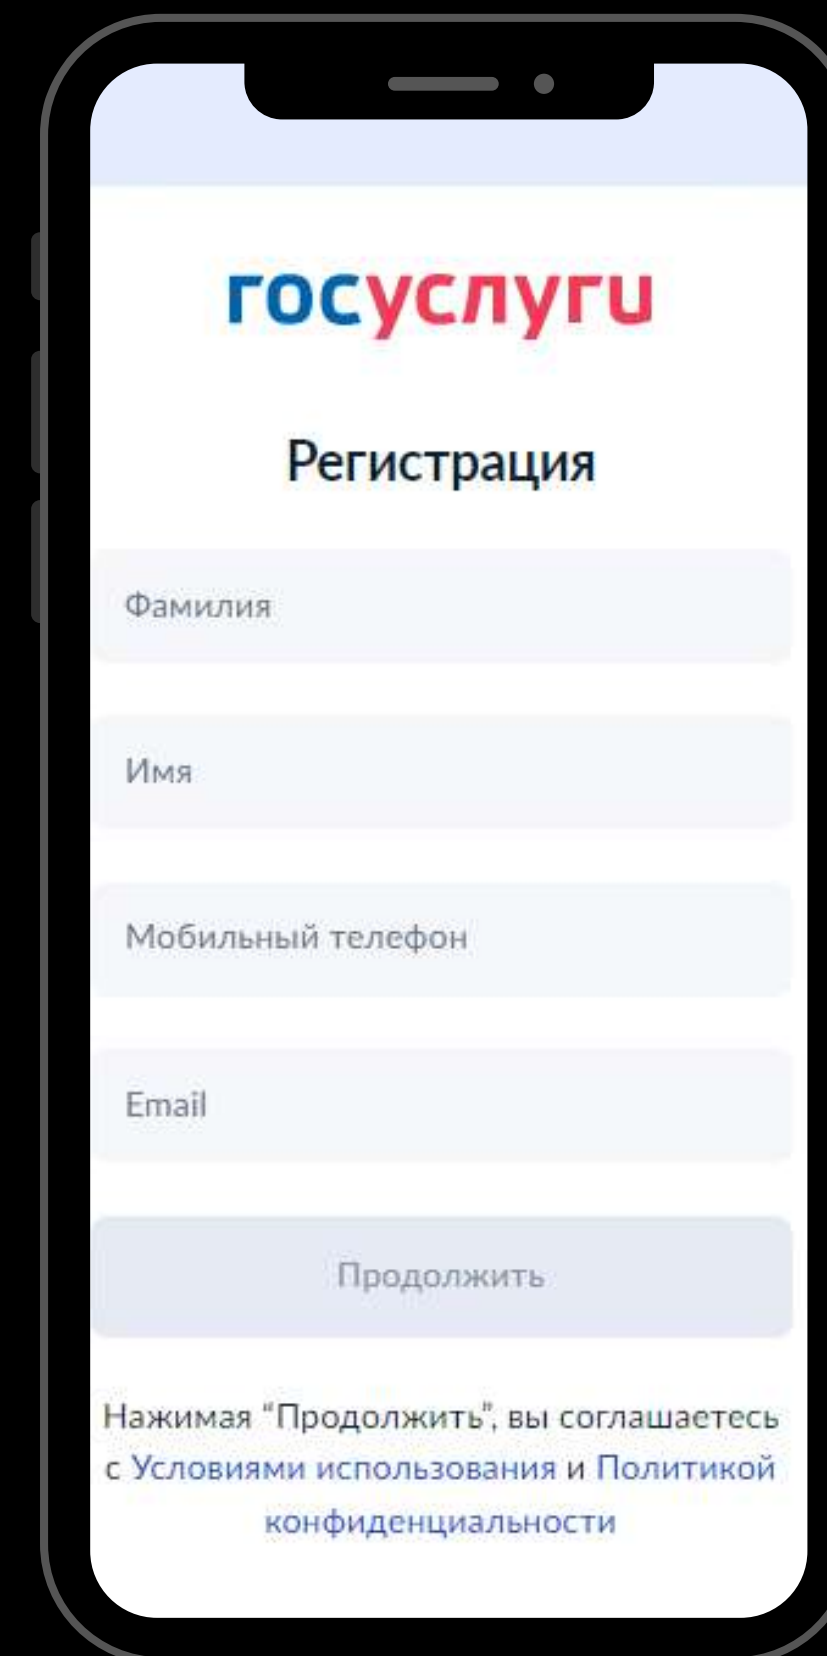 госуслуги
Регистрация
Фамилия
Имя
Мобильный телефон
Email
Продолжить
Нажимая “Продолжить”, вы соглашаетесь
с Условиями использования и Политикой
конфиденциальности